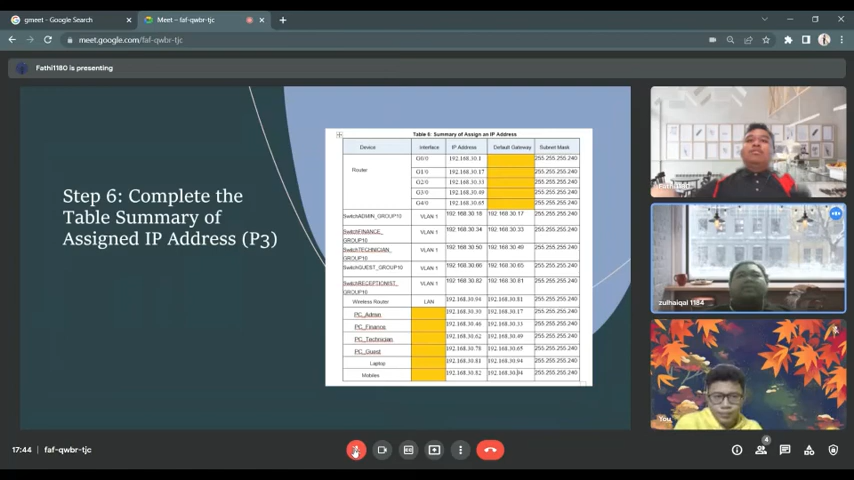 gmeet - Google Search
Meet – faf-qwbr-tjc
meet.google.com/faf-qwbr-tjc
Fathi1180 is presenting
Step 6: Complete the
Table Summary of
Assigned IP Address (P3)
Table 6: Summary of Assign an IP Address
Device Interface IP Address Default Gateway Subnet Mask
Router G0/0 192.168.30.1 255.255.255.240
G1/0 192.168.30.17 255.255.255.240
G2/0 192.168.30.33 255.255.255.240
G3/0 192.168.30.49 255.255.255.240
G4/0 192.168.30.65 255.255.255.240
SwitchADMIN_GROUP10 VLAN 1 192.168.30.18 192.168.30.17 255.255.255.240
SwitchFINANCE_
GROUP10 VLAN 1 192.168.30.34 192.168.30.33 255.255.255.240
SwitchTECHNICIAN_
GROUP10 VLAN 1 192.168.30.50 192.168.30.49 255.255.255.240
SwitchGUEST_GROUP10 VLAN 1 192.168.30.66 192.168.30.65 255.255.255.240
SwitchRECEPTIONIST_
GROUP10 VLAN 1 192.168.30.82 192.168.30.81 255.255.255.240
Wireless Router LAN 192.168.30.94 192.168.30.81 255.255.255.240
PC_Admin 192.168.30.30 192.168.30.17 255.255.255.240
PC_Finance 192.168.30.46 192.168.30.33 255.255.255.240
PC_Technician 192.168.30.62 192.168.30.49 255.255.255.240
PC_Guest 192.168.30.78 192.168.30.65 255.255.255.240
Laptop 192.168.30.81 192.168.30.94 255.255.255.240
Mobiles 192.168.30.82 192.168.30.94 255.255.255.240
zulhaiqal 1184
You
17:44
faf-qwbr-tjc
4